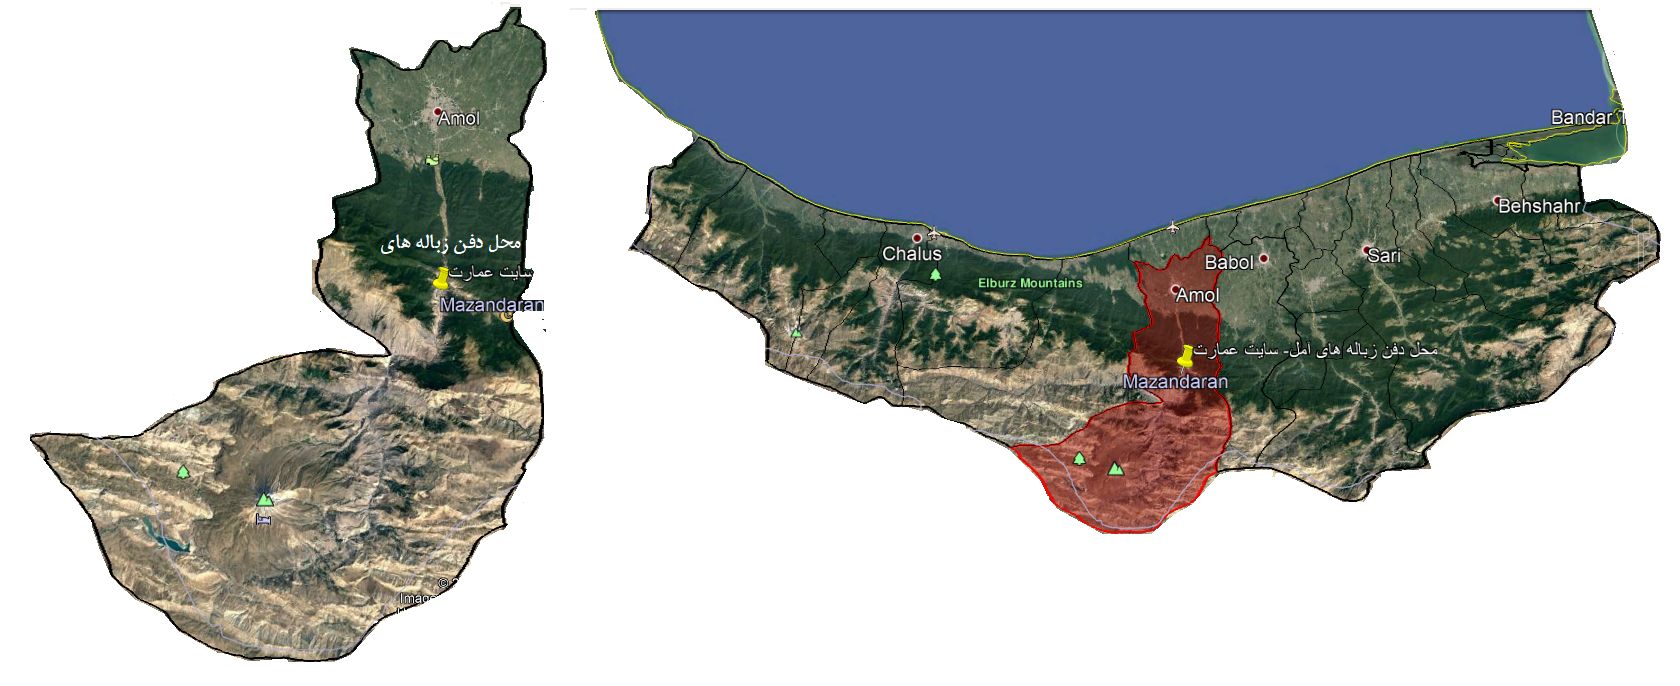 Amol
محل دفن زباله های
سایت عمارت
Mazandaran
© 2
Image
Bandar T
Behshahr
Chalus
Babol
Sari
Elburz Mountains
Amol
محل دفن زباله های آمل- سایت عمارت
Mazandaran